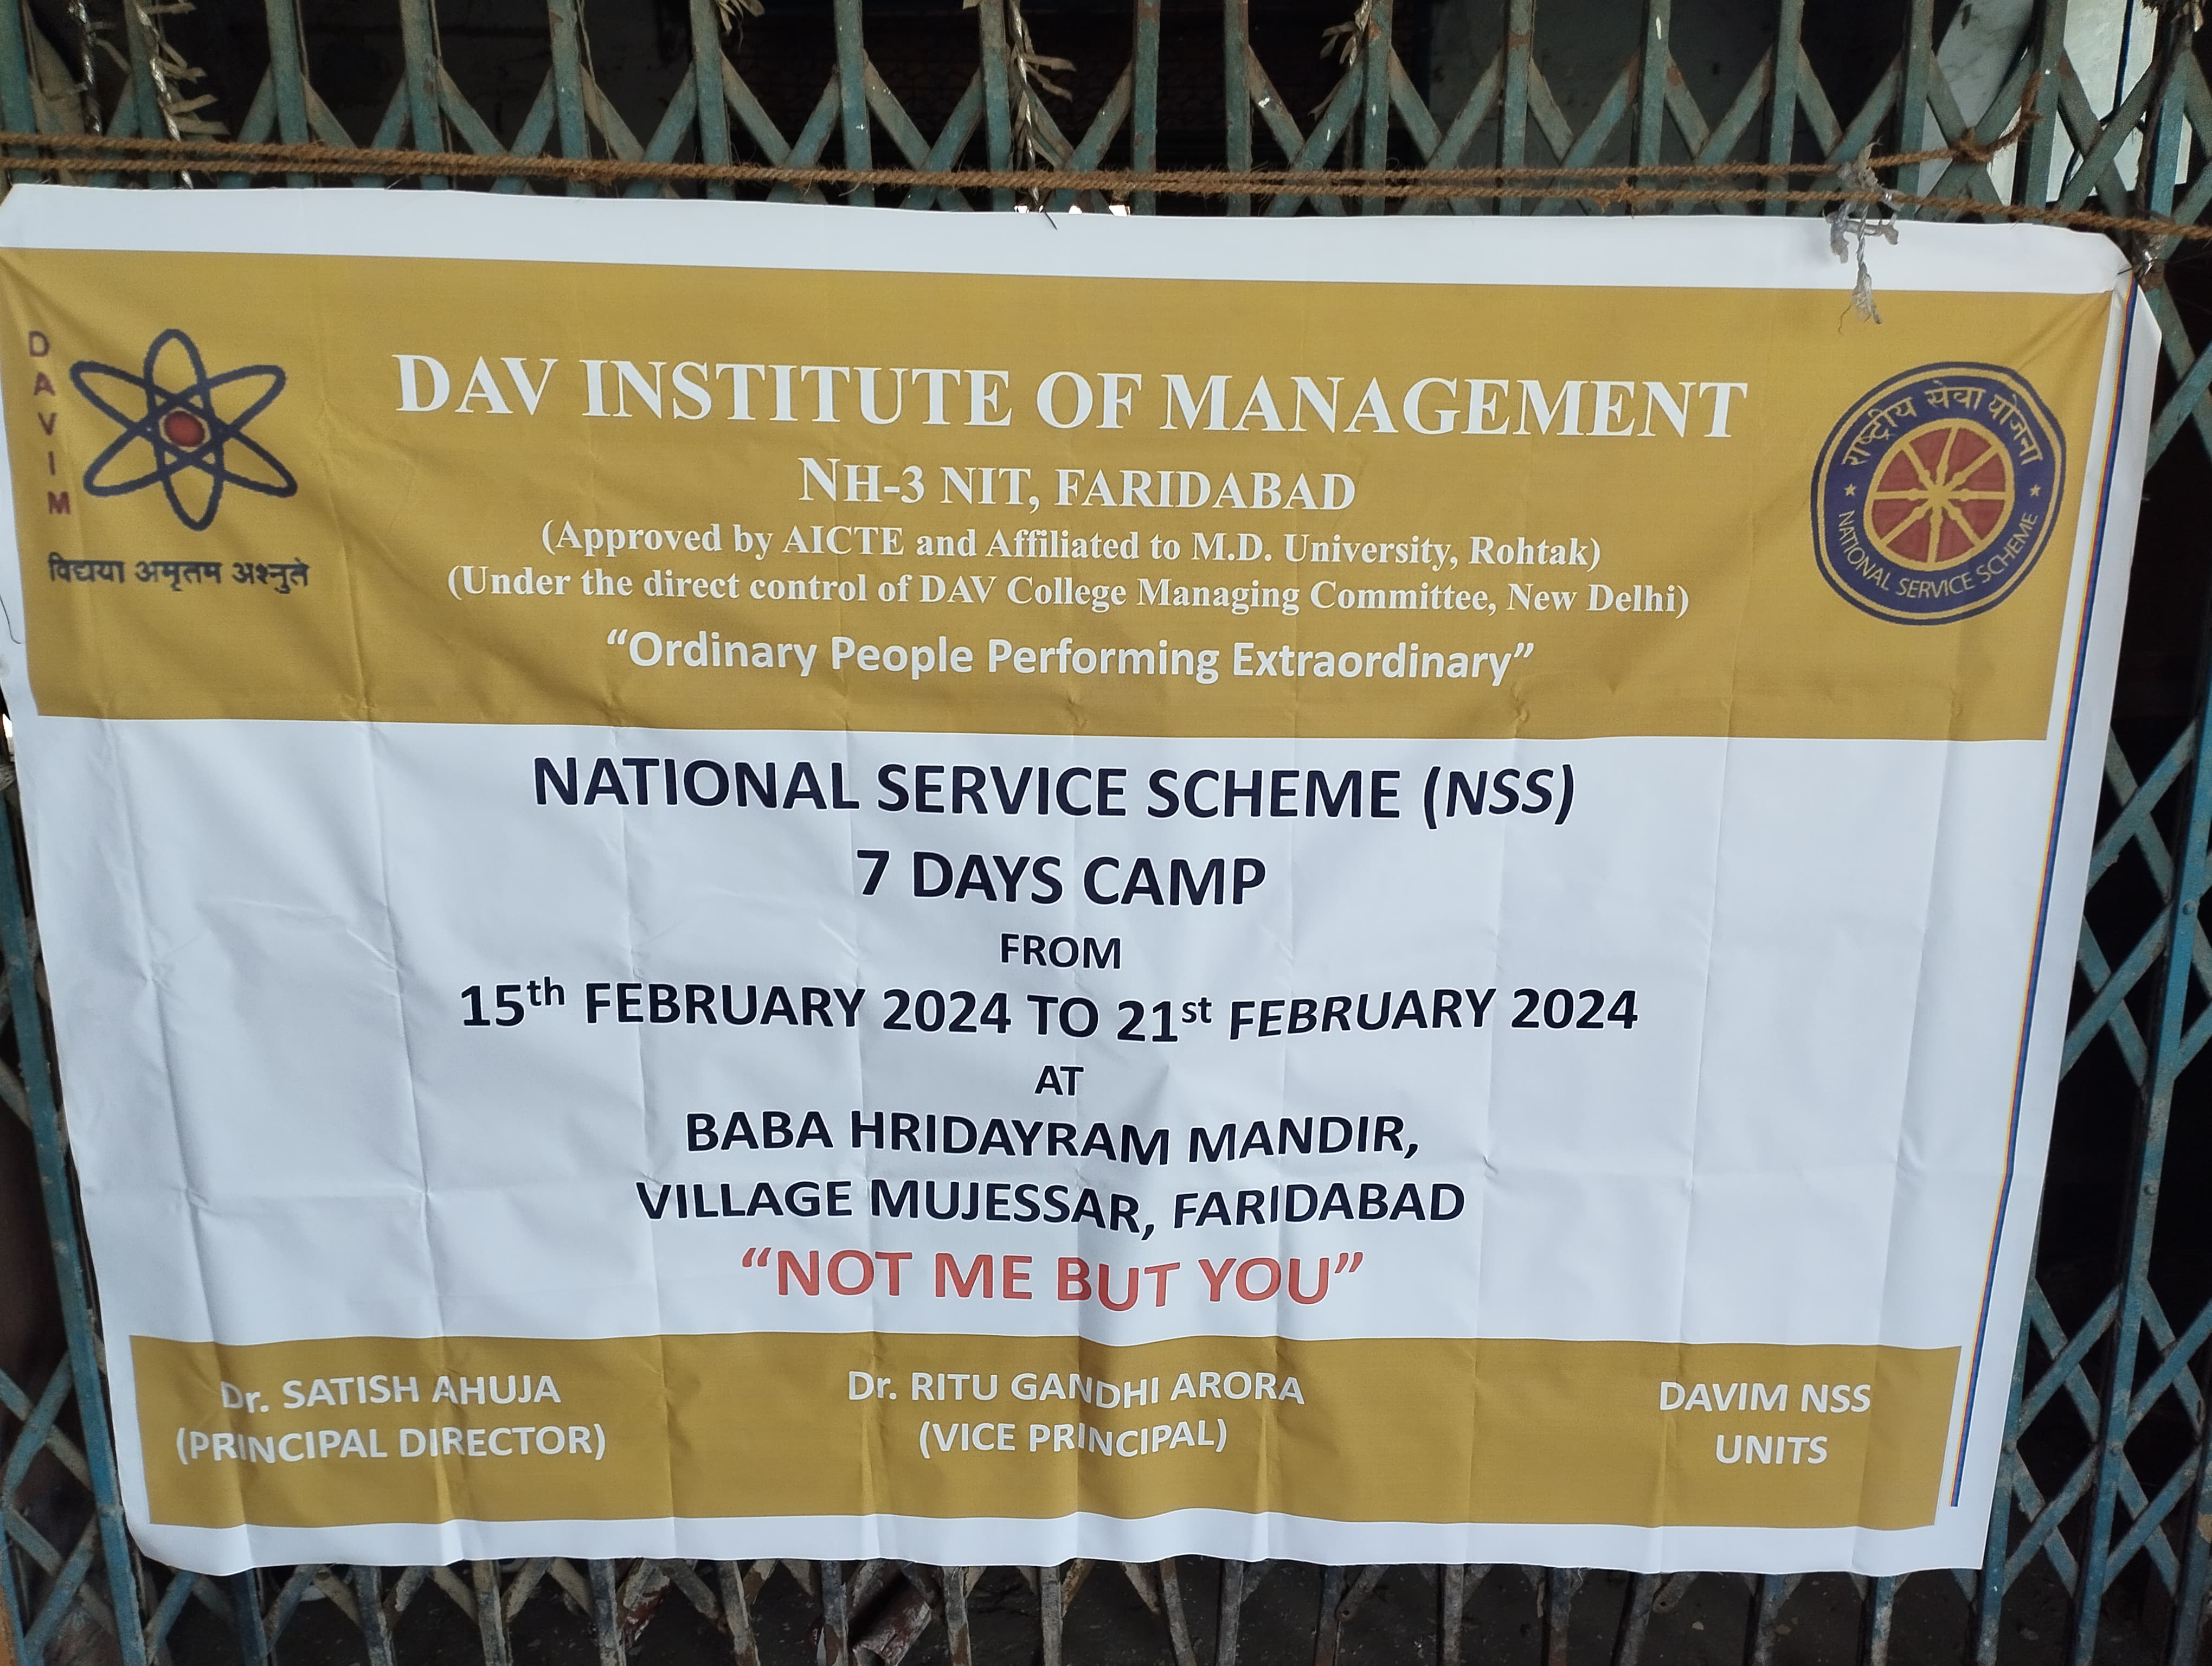 D
A
V
I
M
विद्यया अमृतम अश्नुते
DAV INSTITUTE OF MANAGEMENT
NH-3 NIT, FARIDABAD
(Approved by AICTE and Affiliated to M.D. University, Rohtak)
(Under the direct control of DAV College Managing Committee, New Delhi)
“Ordinary People Performing Extraordinary”
राष्ट्रीय सेवा योजना
NATIONAL SERVICE SCHEME
NATIONAL SERVICE SCHEME (NSS)
7 DAYS CAMP
FROM
15th FEBRUARY 2024 TO 21st FEBRUARY 2024
AT
BABA HRIDAYRAM MANDIR,
VILLAGE MUJESSAR, FARIDABAD
“NOT ME BUT YOU”
Dr. SATISH AHUJA
(PRINCIPAL DIRECTOR)
Dr. RITU GANDHI ARORA
(VICE PRINCIPAL)
DAVIM NSS
UNITS